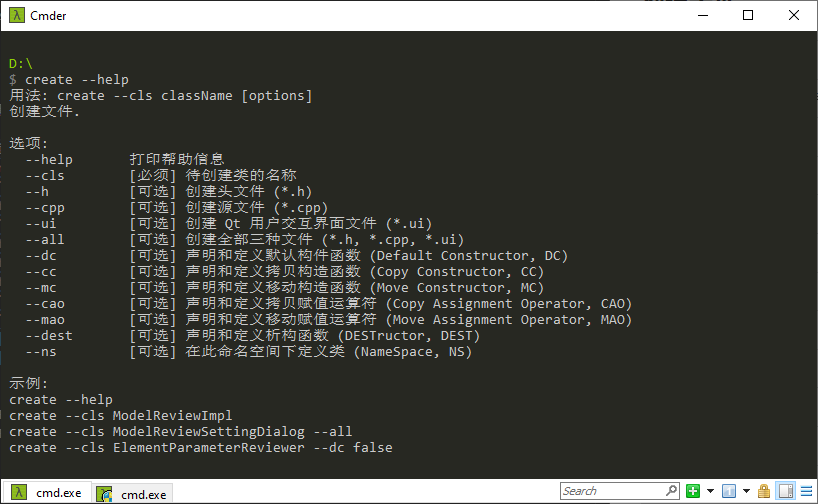 Cmder
D:\
$ create --help
用法: create --cls className [options]
创建文件.
选项:
--help 打印帮助信息
--cls [必须] 待创建类的名称
--h [可选] 创建头文件 (*.h)
--cpp [可选] 创建源文件 (*.cpp)
--ui [可选] 创建 Qt 用户交互界面文件 (*.ui)
--all [可选] 创建全部三种文件 (*.h, *.cpp, *.ui)
--dc [可选] 声明和定义默认构件函数 (Default Constructor, DC)
--cc [可选] 声明和定义拷贝构造函数 (Copy Constructor, CC)
--mc [可选] 声明和定义移动构造函数 (Move Constructor, MC)
--cao [可选] 声明和定义拷贝赋值运算符 (Copy Assignment Operator, CAO)
--mao [可选] 声明和定义移动赋值运算符 (Move Assignment Operator, MAO)
--dest [可选] 声明和定义析构函数 (DESTructor, DEST)
--ns [可选] 在此命名空间下定义类 (NameSpace, NS)
示例:
create --help
create --cls ModelReviewImpl
create --cls ModelReviewSettingDialog --all
create --cls ElementParameterReviewer --dc false
cmd.exe cmd.exe Search